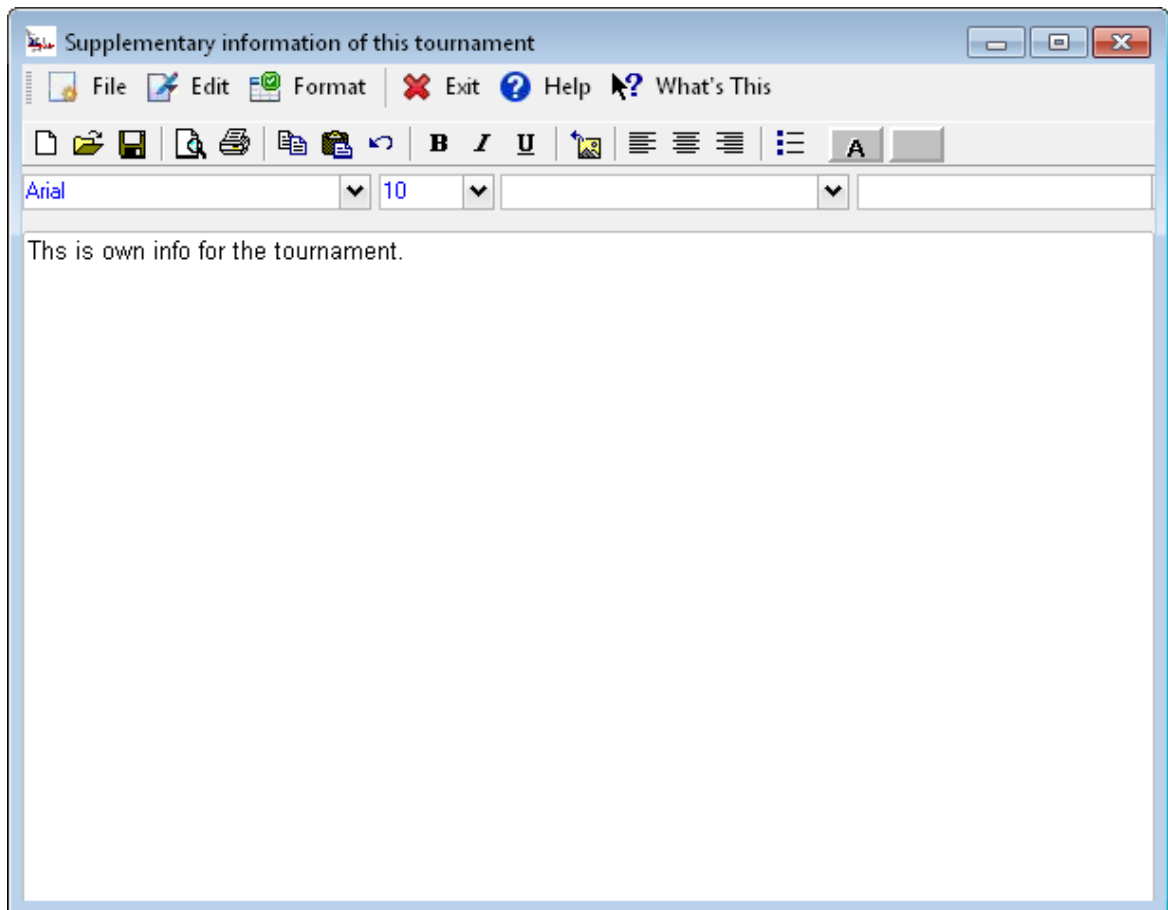 Supplementary information of this tournament
File Edit Format Exit Help What's This
B I U A
Arial 10
Ths is own info for the tournament.